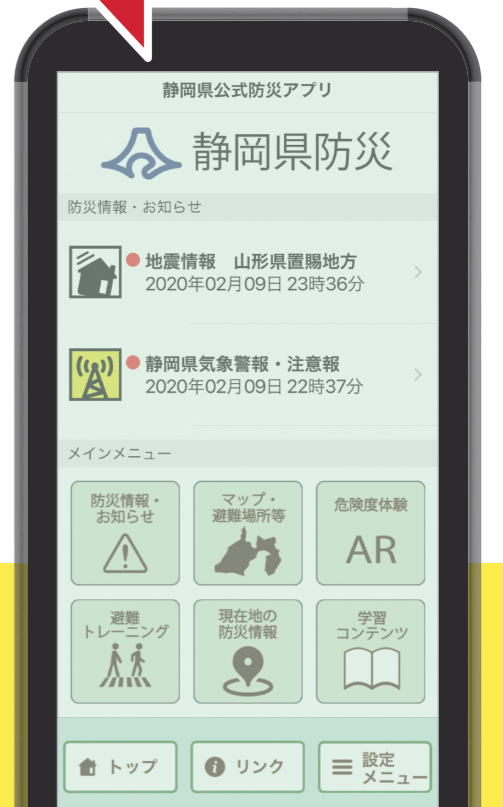 静岡県公式防災アプリ
静岡県防災
防災情報・お知らせ
地震情報　山形県置賜地方
2020年02月09日 23時36分
静岡県気象警報・注意報
2020年02月09日 22時37分
メインメニュー
防災情報・
お知らせ
マップ・
避難場所等
危険度体験
AR
避難
トレーニング
現在地の
防災情報
学習
コンテンツ
トップ
リンク
設定
メニュー